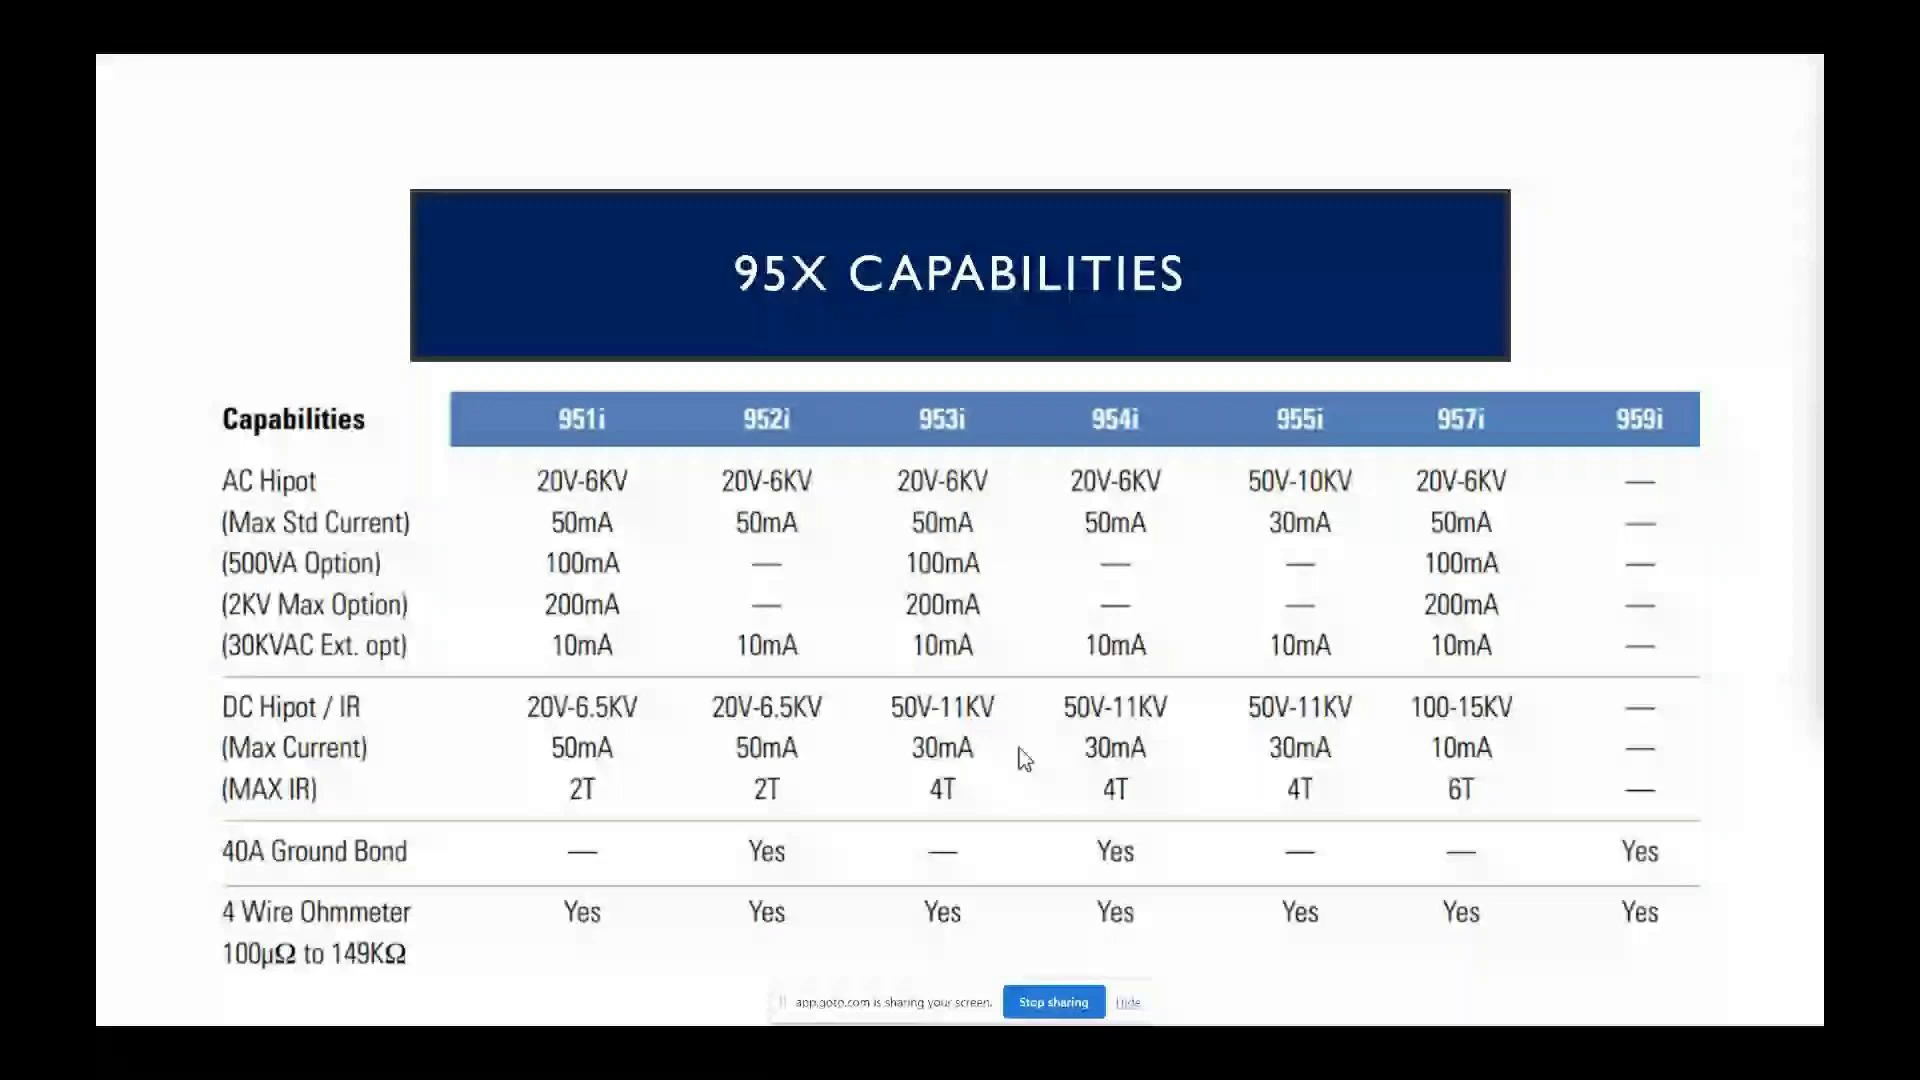 95X CAPABILITIES
Capabilities 951i 952i 953i 954i 955i 957i 959i
AC Hipot 20V-6KV 20V-6KV 20V-6KV 20V-6KV 50V-10KV 20V-6KV —
(Max Std Current) 50mA 50mA 50mA 50mA 30mA 50mA —
(500VA Option) 100mA — 100mA — — 100mA —
(2KV Max Option) 200mA — 200mA — — 200mA —
(30KVAC Ext. opt) 10mA 10mA 10mA 10mA 10mA 10mA —
DC Hipot / IR 20V-6.5KV 20V-6.5KV 50V-11KV 50V-11KV 50V-11KV 100-15KV —
(Max Current) 50mA 50mA 30mA 30mA 30mA 10mA —
(MAX IR) 2T 2T 4T 4T 4T 6T —
40A Ground Bond — Yes — Yes — — Yes
4 Wire Ohmmeter Yes Yes Yes Yes Yes Yes Yes
100µΩ to 149KΩ
app.goto.com is sharing your screen. Stop sharing Hide